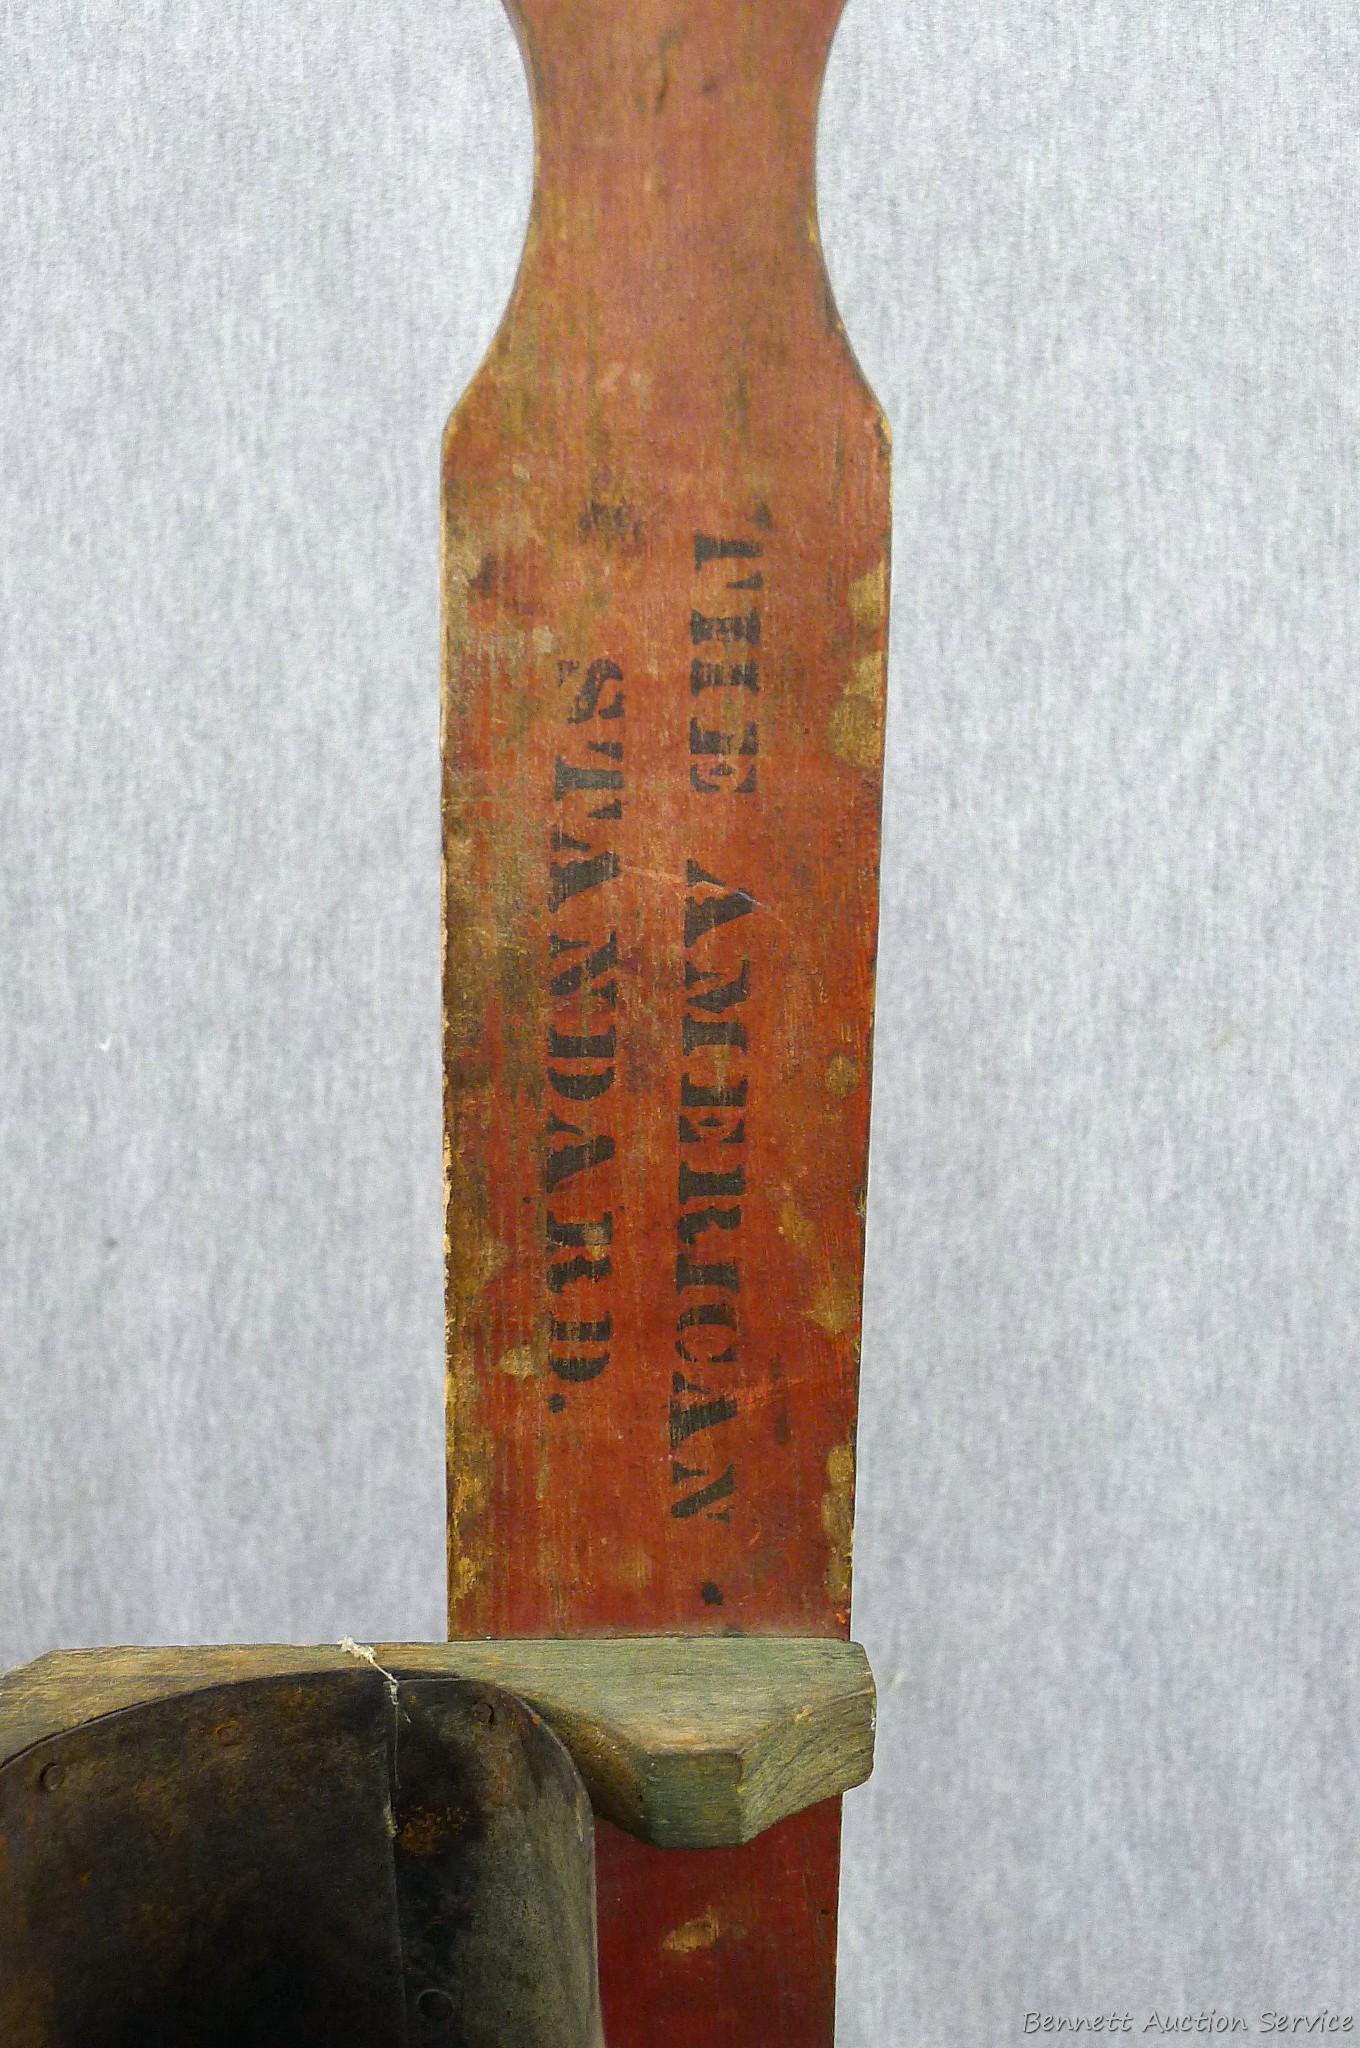 THE AMERICAN.
STANDARD.
Bennett Auction Service